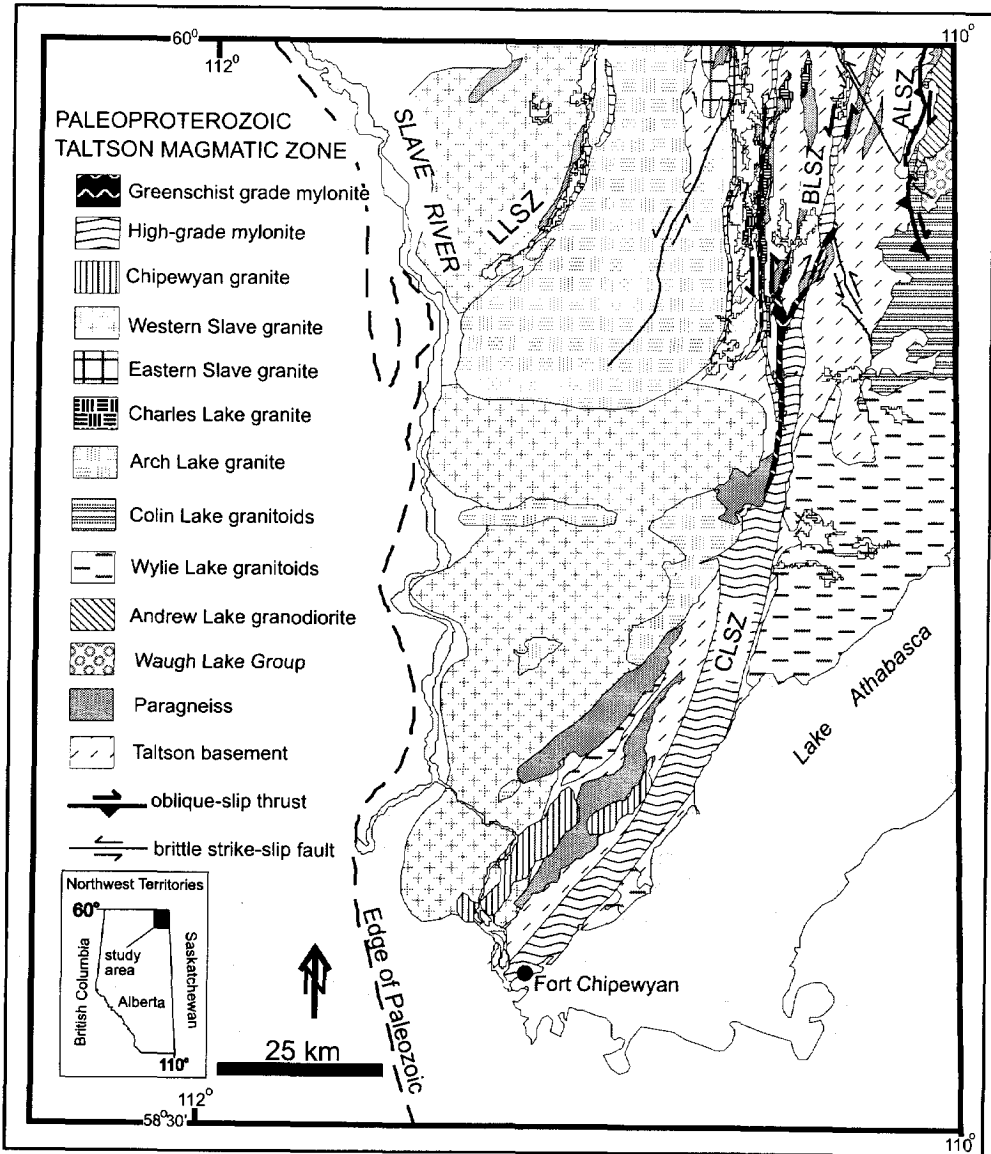 60°
112°
110°
PALEOPROTEROZOIC
TALTSON MAGMATIC ZONE
Greenschist grade mylonite
High-grade mylonite
Chipewyan granite
Western Slave granite
Eastern Slave granite
Charles Lake granite
Arch Lake granite
Colin Lake granitoids
Wylie Lake granitoids
Andrew Lake granodiorite
Waugh Lake Group
Paragneiss
Taltson basement
oblique-slip thrust
brittle strike-slip fault
SLAVE
RIVER
LLSZ
BLSZ
ALSZ
CLSZ
Lake Athabasca
Northwest Territories
60°
study
area
British Columbia
Alberta
Saskatchewan
110°
Edge of Paleozoic
Fort Chipewyan
25 km
58°30'
112°
110°